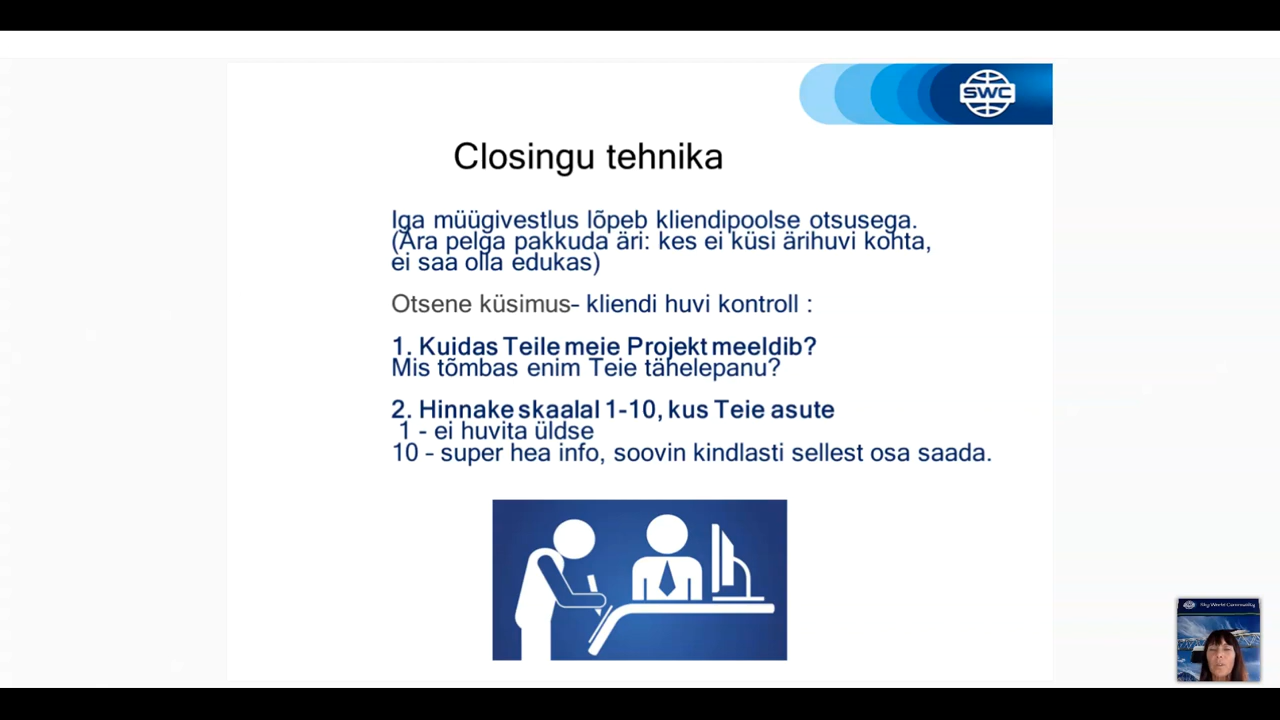 SWC
Closingu tehnika
Iga müügivestlus lõpeb kliendipoolse otsusega.
(Ära pelga pakkuda äri: kes ei küsi ärihuvi kohta,
ei saa olla edukas)
Otsene küsimus– kliendi huvi kontroll :
1. Kuidas Teile meie Projekt meeldib?
Mis tõmbas enim Teie tähelepanu?
2. Hinnake skaalal 1-10, kus Teie asute
1 - ei huvita üldse
10 – super hea info, soovin kindlasti sellest osa saada.
Sky World Community